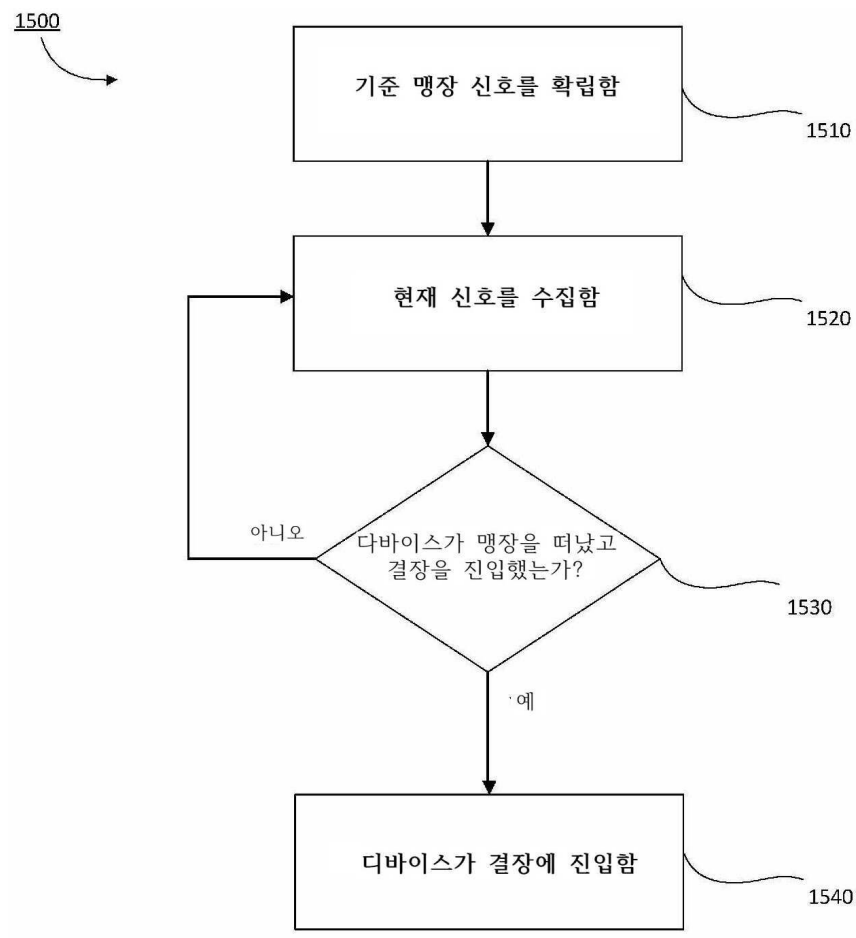 1500
기준 맹장 신호를 확립함
1510
현재 신호를 수집함
1520
아니오
다바이스가 맹장을 떠났고
결장을 진입했는가?
1530
예
디바이스가 결장에 진입함
1540